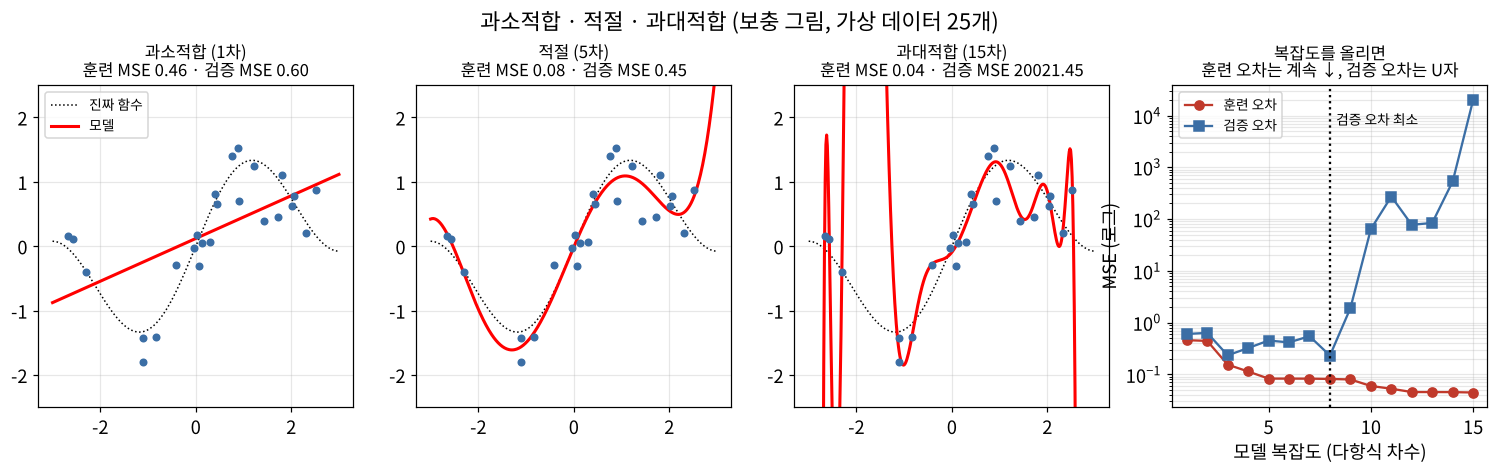 과소적합 · 적절 · 과대적합 (보충 그림, 가상 데이터 25개)
과소적합 (1차)
훈련 MSE 0.46 · 검증 MSE 0.60
진짜 함수
모델
2
1
0
-1
-2
-2
0
2
적절 (5차)
훈련 MSE 0.08 · 검증 MSE 0.45
2
1
0
-1
-2
-2
0
2
과대적합 (15차)
훈련 MSE 0.04 · 검증 MSE 20021.45
2
1
0
-1
-2
-2
0
2
복잡도를 올리면
훈련 오차는 계속 ↓, 검증 오차는 U자
훈련 오차
검증 오차
검증 오차 최소
MSE (로그)
10⁴
10³
10²
10¹
10⁰
10⁻¹
5
10
15
모델 복잡도 (다항식 차수)